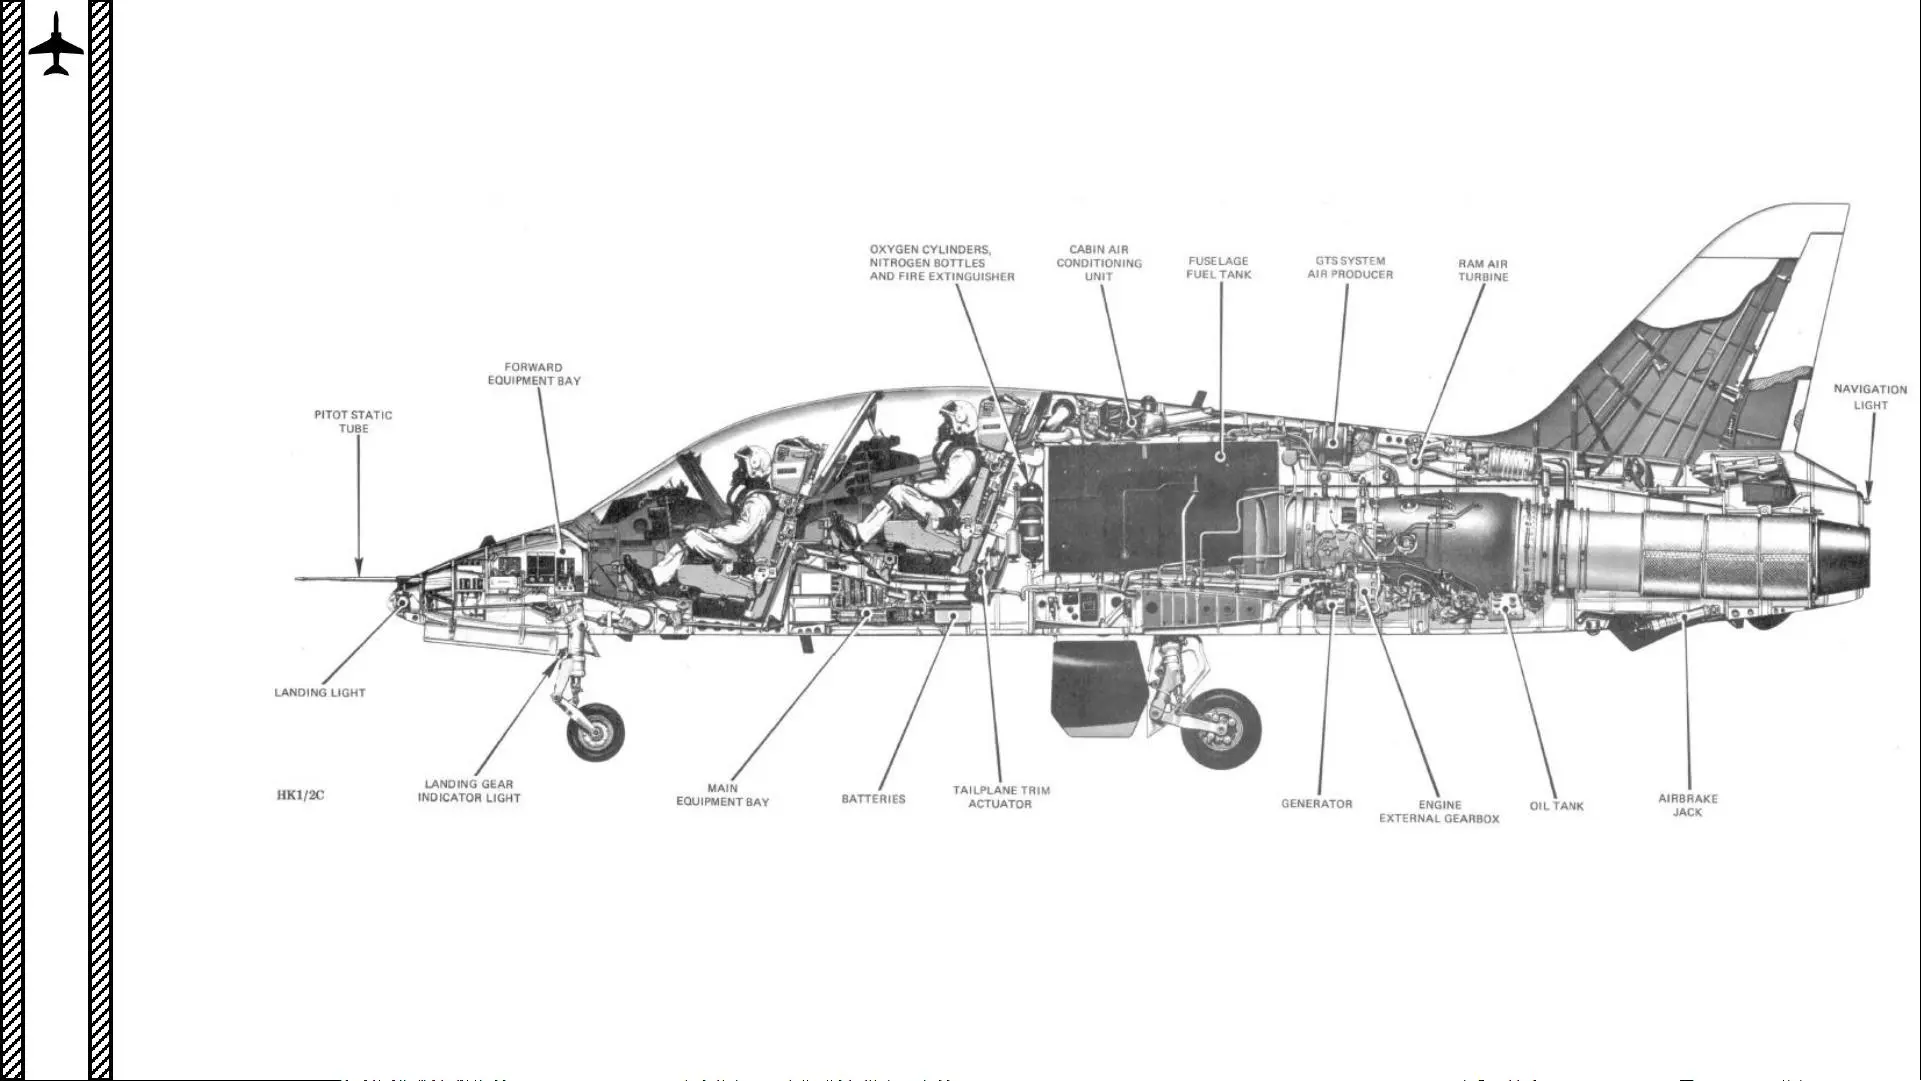 OXYGEN CYLINDERS,
NITROGEN BOTTLES
AND FIRE EXTINGUISHER
CABIN AIR
CONDITIONING
UNIT
FUSELAGE
FUEL TANK
GTS SYSTEM
AIR PRODUCER
RAM AIR
TURBINE
FORWARD
EQUIPMENT BAY
PITOT STATIC
TUBE
NAVIGATION
LIGHT
LANDING LIGHT
LANDING GEAR
INDICATOR LIGHT
MAIN
EQUIPMENT BAY
BATTERIES
TAILPLANE TRIM
ACTUATOR
GENERATOR
ENGINE
EXTERNAL GEARBOX
OIL TANK
AIRBRAKE
JACK
HK1/2C